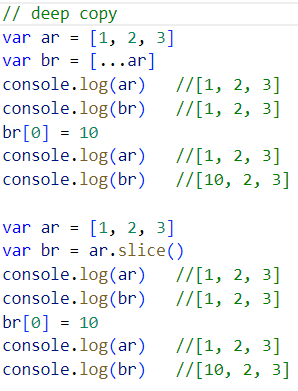 // deep copy
var ar = [1, 2, 3]
var br = [...ar]
console.log(ar)   //[1, 2, 3]
console.log(br)   //[1, 2, 3]
br[0] = 10
console.log(ar)   //[1, 2, 3]
console.log(br)   //[10, 2, 3]
var ar = [1, 2, 3]
var br = ar.slice()
console.log(ar)   //[1, 2, 3]
console.log(br)   //[1, 2, 3]
br[0] = 10
console.log(ar)   //[1, 2, 3]
console.log(br)   //[10, 2, 3]